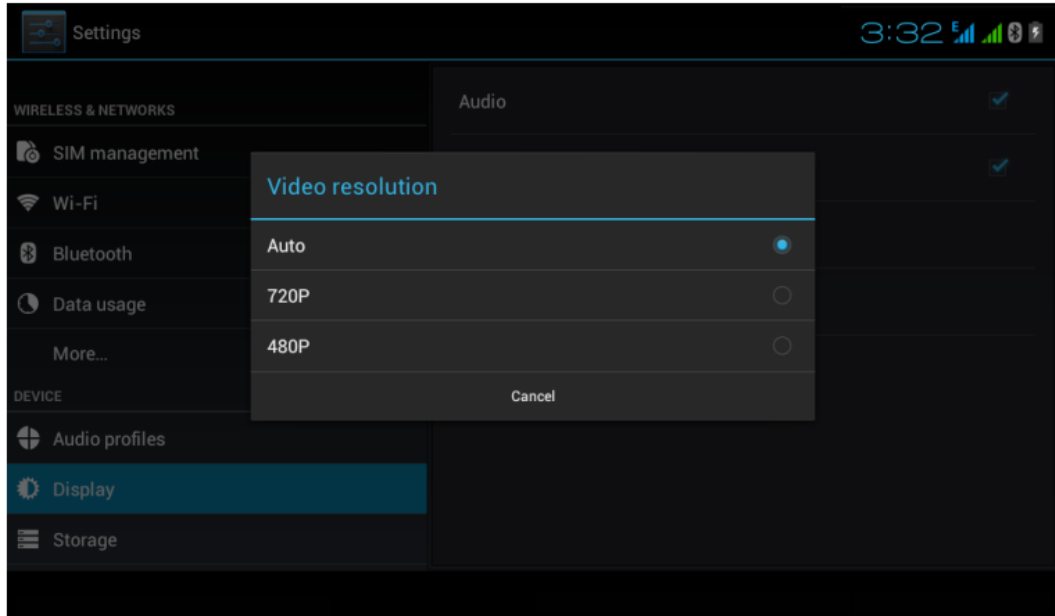 Settings
3:32
E
WIRELESS & NETWORKS
SIM management
Wi-Fi
Bluetooth
Data usage
More...
DEVICE
Audio profiles
Display
Storage
Audio
Video resolution
Auto
720P
480P
Cancel